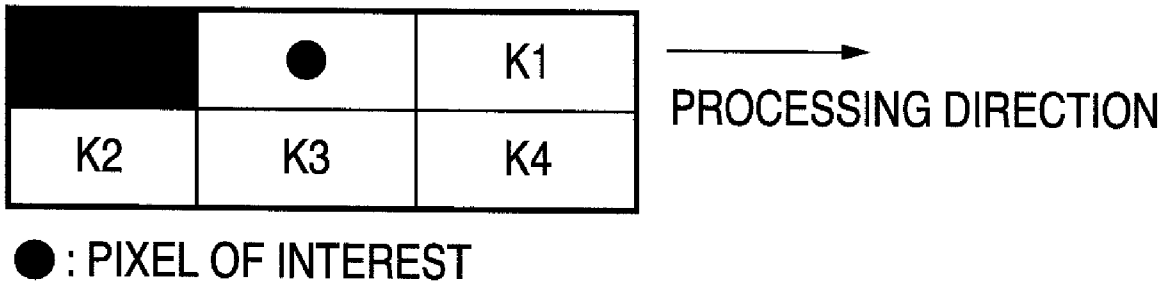 K1
PROCESSING DIRECTION
K2 K3 K4
: PIXEL OF INTEREST